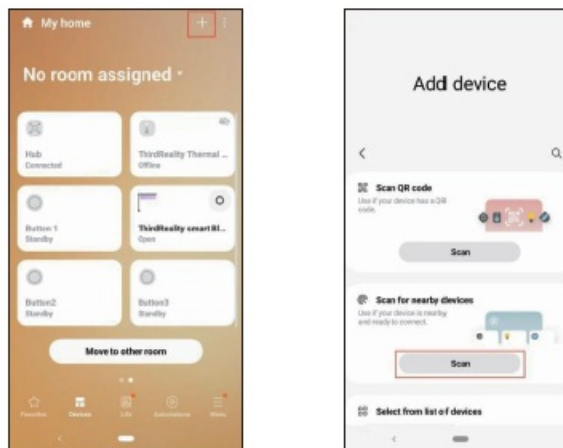 My home
No room assigned
Hub
Connected
ThirdReality Thermal ...
Offline
Button 1
Standby
ThirdReality smart Bl...
Open
Button2
Standby
Button3
Standby
Move to other room
Favorites
Devices
Life
Automations
Menu
Add device
Scan QR code
Use if your device has a QR
code.
Scan
Scan for nearby devices
Use if your device is nearby
and ready to connect.
Scan
Select from list of devices